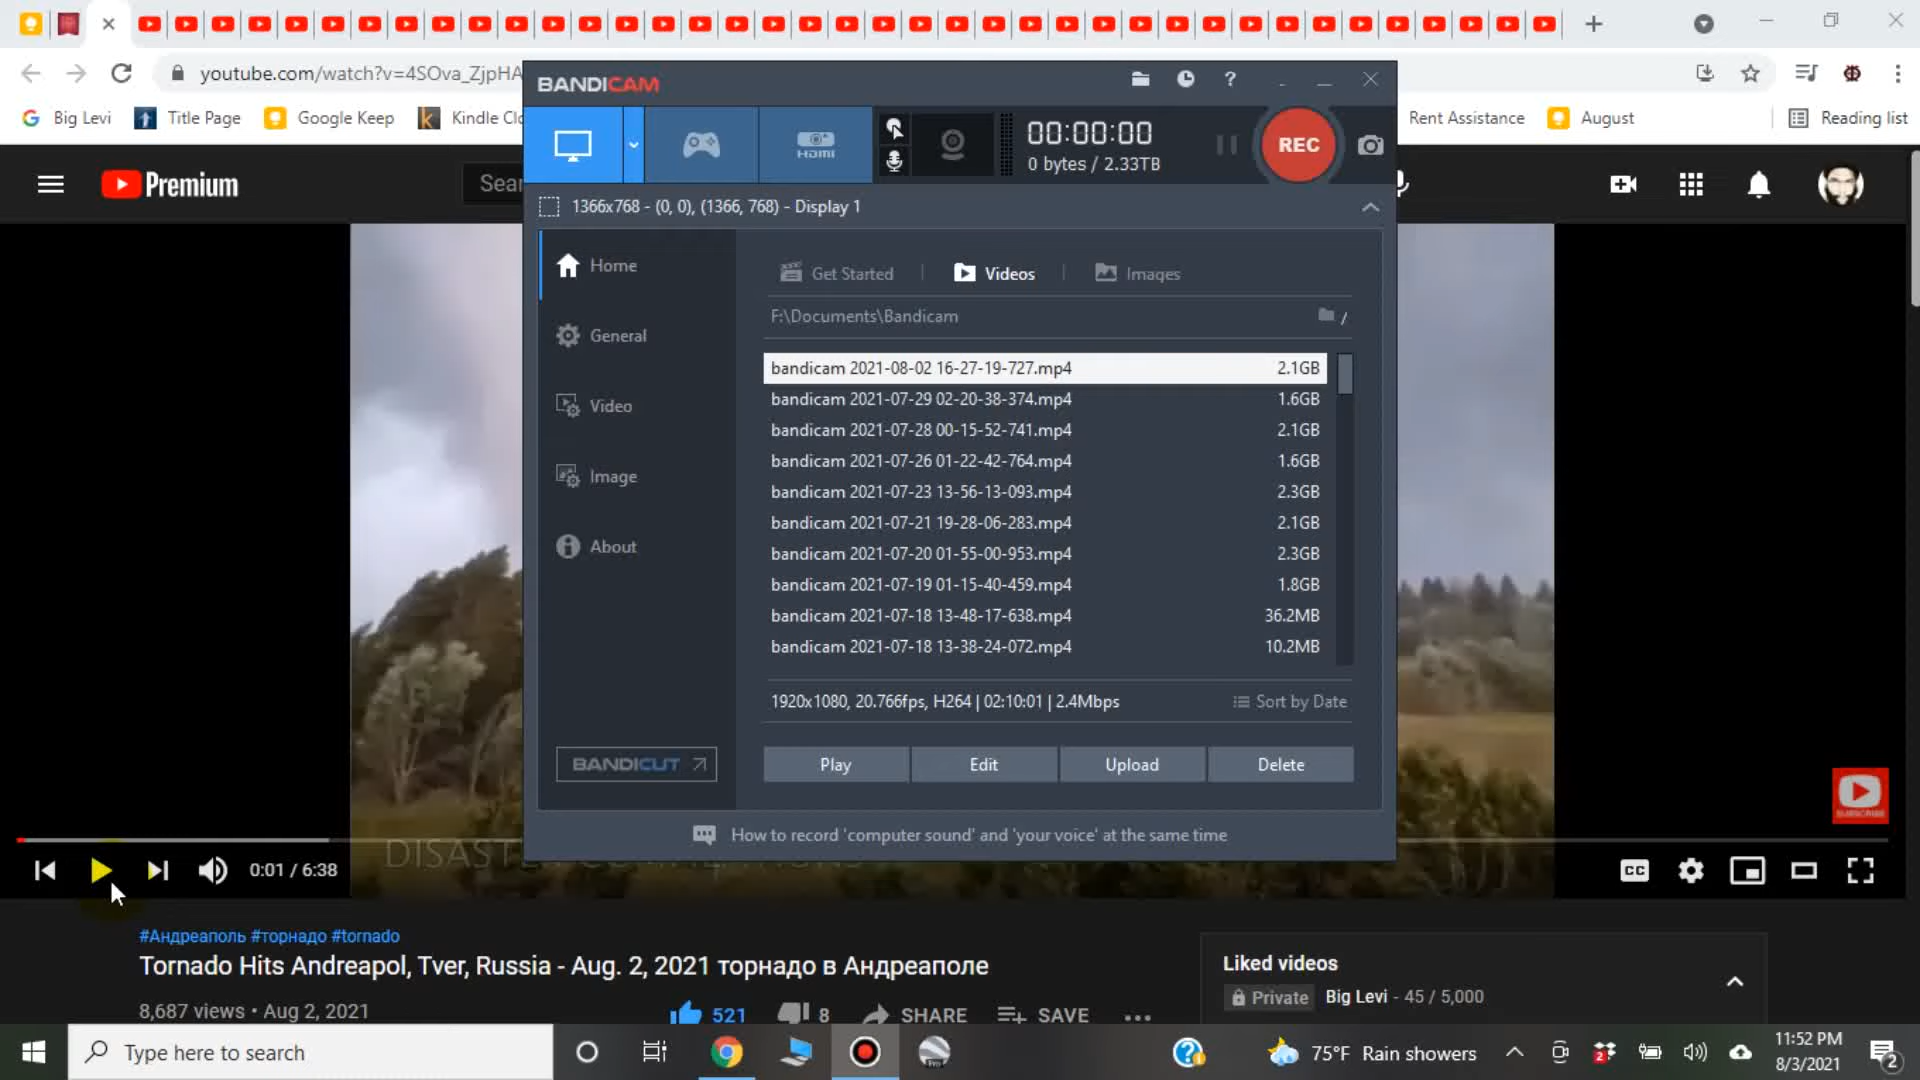 youtube.com/watch?v=4SOva_ZjpHA
Big Levi
Title Page
Google Keep
Kindle Clo
Rent Assistance
August
Reading list
Premium
Sear
BANDICAM
?
HDMI
00:00:00
0 bytes / 2.33TB
REC
1366x768 - (0, 0), (1366, 768) - Display 1
Home
General
Video
Image
About
BANDICUT
Get Started
Videos
Images
F:\Documents\Bandicam
bandicam 2021-08-02 16-27-19-727.mp4 2.1GB
bandicam 2021-07-29 02-20-38-374.mp4 1.6GB
bandicam 2021-07-28 00-15-52-741.mp4 2.1GB
bandicam 2021-07-26 01-22-42-764.mp4 1.6GB
bandicam 2021-07-23 13-56-13-093.mp4 2.3GB
bandicam 2021-07-21 19-28-06-283.mp4 2.1GB
bandicam 2021-07-20 01-55-00-953.mp4 2.3GB
bandicam 2021-07-19 01-15-40-459.mp4 1.8GB
bandicam 2021-07-18 13-48-17-638.mp4 36.2MB
bandicam 2021-07-18 13-38-24-072.mp4 10.2MB
1920x1080, 20.766fps, H264 | 02:10:01 | 2.4Mbps
Sort by Date
Play
Edit
Upload
Delete
How to record 'computer sound' and 'your voice' at the same time
SUBSCRIBE
0:01 / 6:38
CC
#Андреаполь #торнадо #tornado
Tornado Hits Andreapol, Tver, Russia - Aug. 2, 2021 торнадо в Андреаполе
8,687 views • Aug 2, 2021
521
8
SHARE
SAVE
Liked videos
Private
Big Levi - 45 / 5,000
Type here to search
75°F Rain showers
11:52 PM
8/3/2021
2